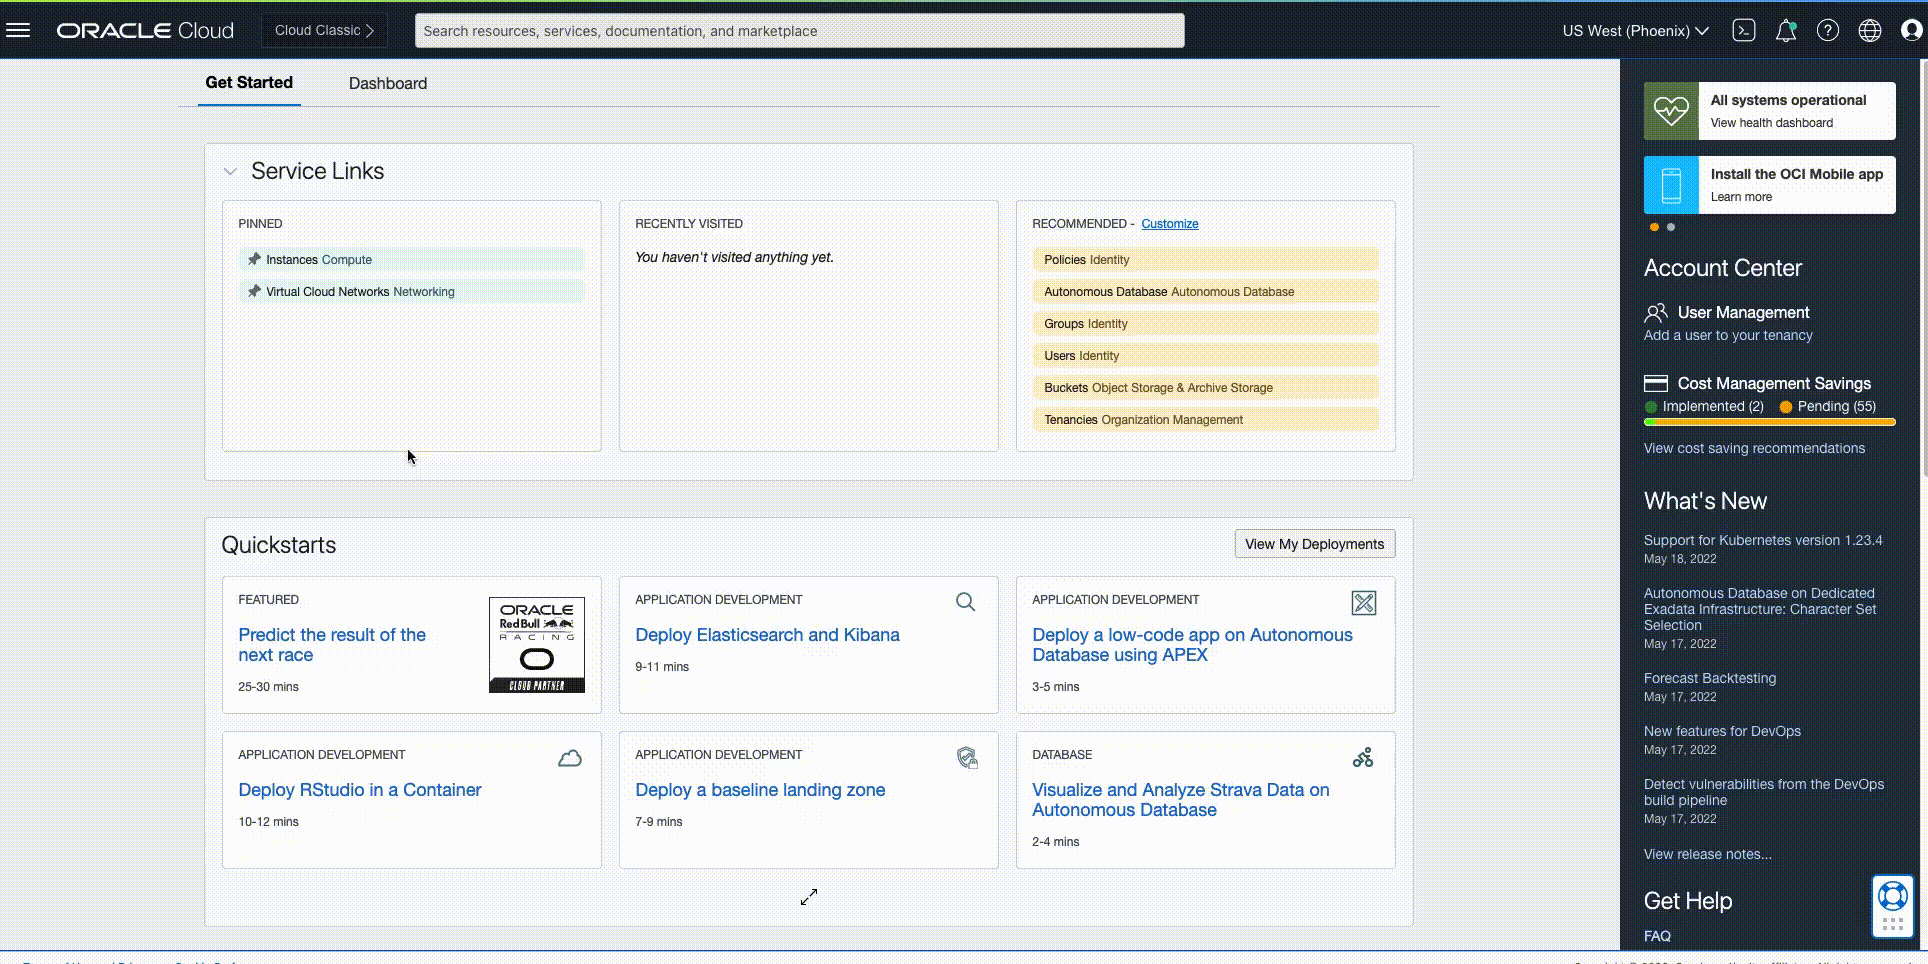 ORACLE Cloud
Cloud Classic
Search resources, services, documentation, and marketplace
US West (Phoenix)
Get Started
Dashboard
Service Links
PINNED
Instances Compute
Virtual Cloud Networks Networking
RECENTLY VISITED
You haven't visited anything yet.
RECOMMENDED - Customize
Policies Identity
Autonomous Database Autonomous Database
Groups Identity
Users Identity
Buckets Object Storage & Archive Storage
Tenancies Organization Management
Quickstarts
View My Deployments
FEATURED
Predict the result of the
next race
25-30 mins
ORACLE
Red Bull
RACING
CLOUD PARTNER
APPLICATION DEVELOPMENT
Deploy Elasticsearch and Kibana
9-11 mins
APPLICATION DEVELOPMENT
Deploy a low-code app on Autonomous
Database using APEX
3-5 mins
APPLICATION DEVELOPMENT
Deploy RStudio in a Container
10-12 mins
APPLICATION DEVELOPMENT
Deploy a baseline landing zone
7-9 mins
DATABASE
Visualize and Analyze Strava Data on
Autonomous Database
2-4 mins
All systems operational
View health dashboard
Install the OCI Mobile app
Learn more
Account Center
User Management
Add a user to your tenancy
Cost Management Savings
Implemented (2) Pending (55)
View cost saving recommendations
What's New
Support for Kubernetes version 1.23.4
May 18, 2022
Autonomous Database on Dedicated
Exadata Infrastructure: Character Set
Selection
May 17, 2022
Forecast Backtesting
May 17, 2022
New features for DevOps
May 17, 2022
Detect vulnerabilities from the DevOps
build pipeline
May 17, 2022
View release notes...
Get Help
FAQ